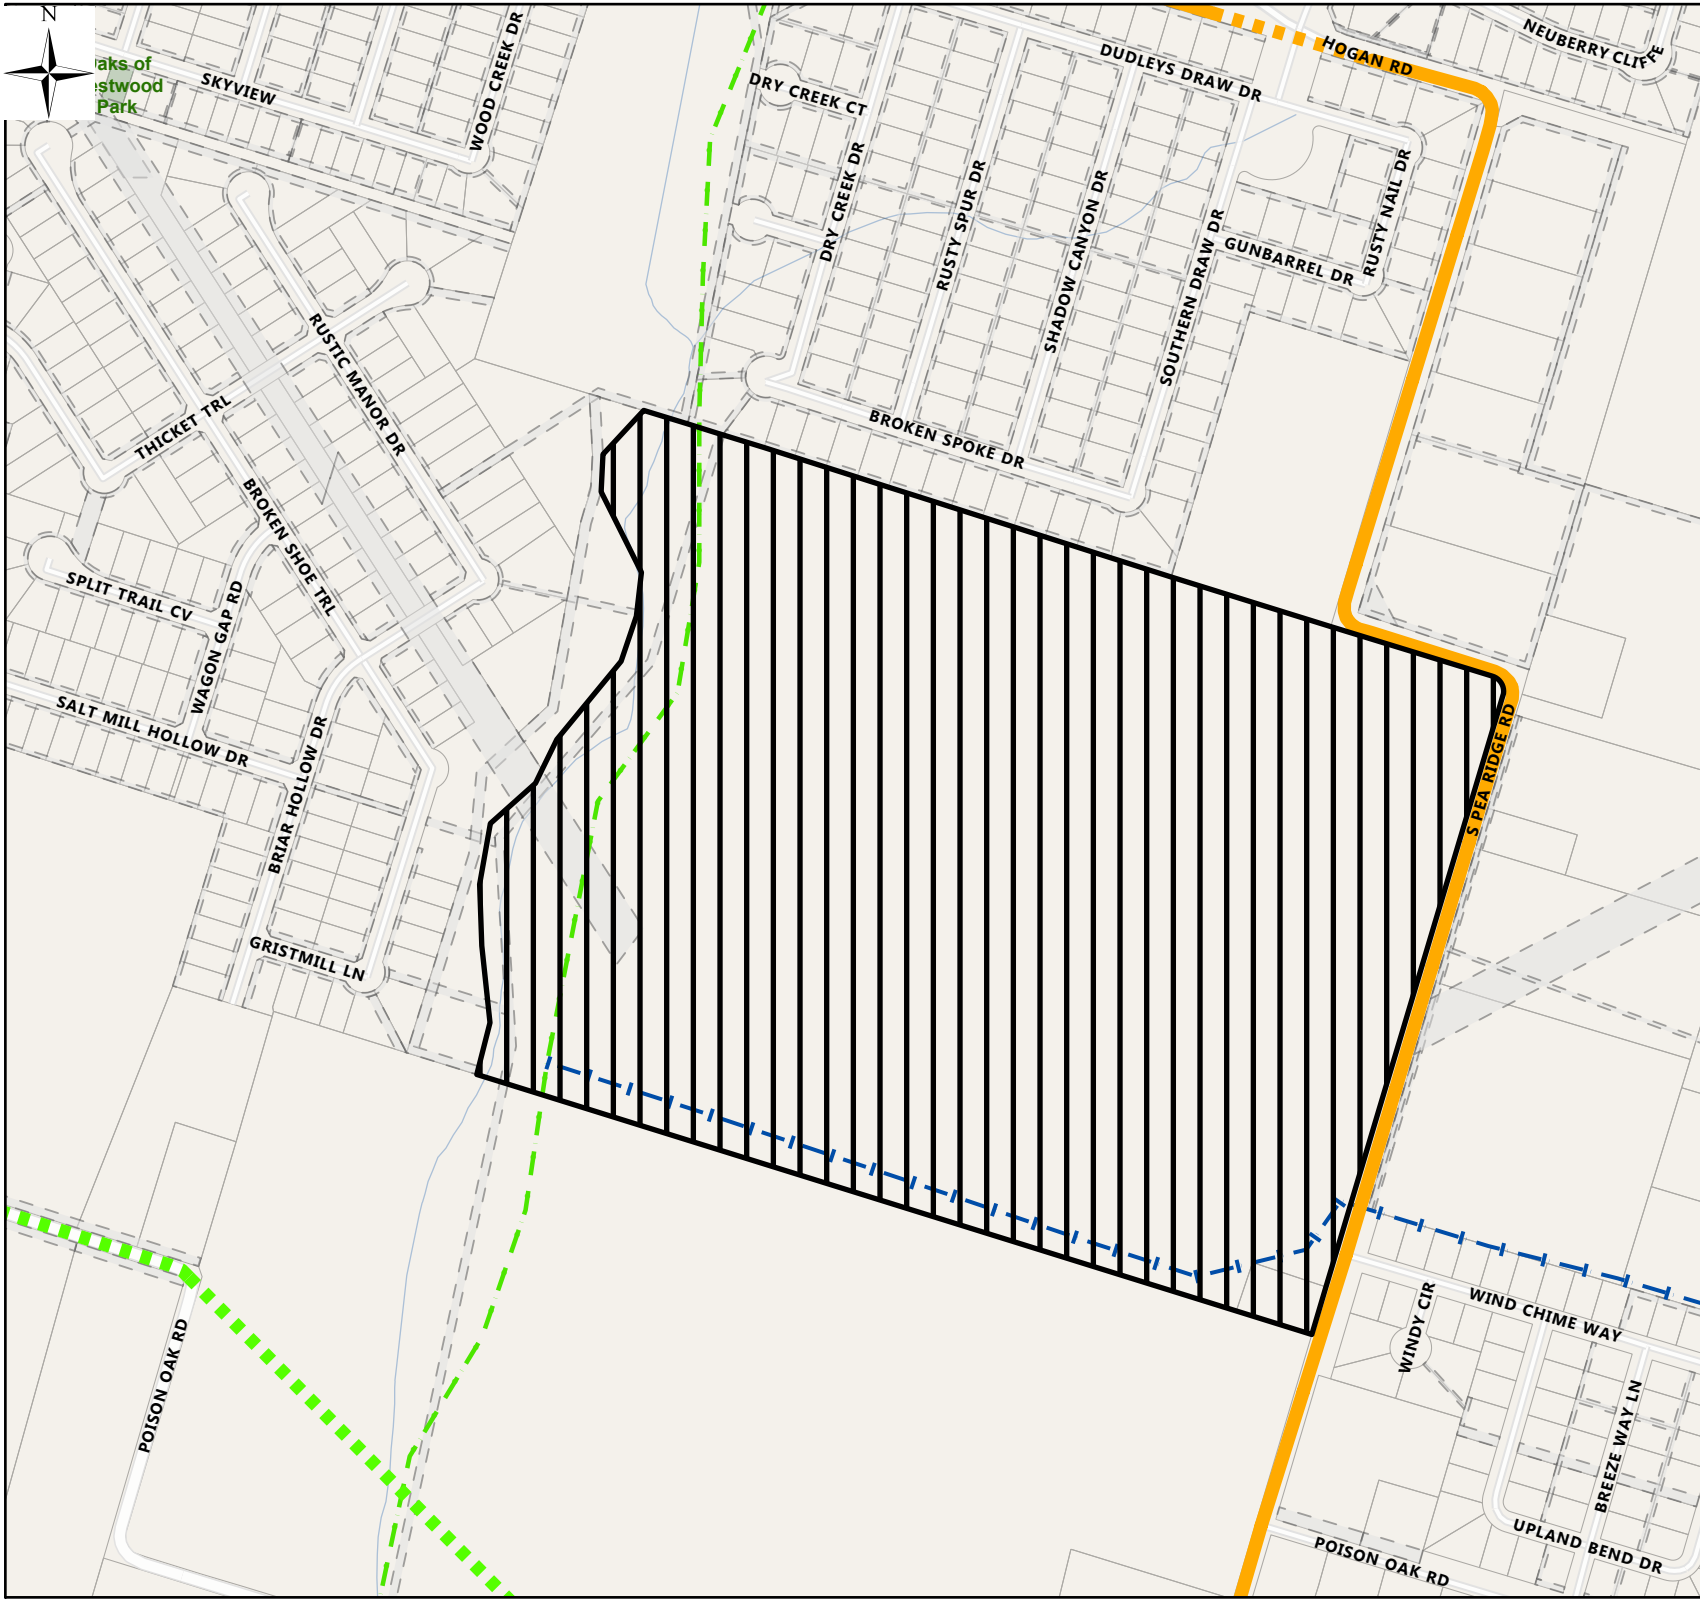 N
aks of
estwood
Park
SKYVIEW
WOOD CREEK DR
DRY CREEK CT
DUDLEYS DRAW DR
HOGAN RD
NEUBERRY CLIFFE
DRY CREEK DR
RUSTY SPUR DR
SHADOW CANYON DR
SOUTHERN DRAW DR
GUNBARREL DR
RUSTY NAIL DR
RUSTIC MANOR DR
THICKET TRL
BROKEN SPOKE DR
BROKEN SHOE TRL
SPLIT TRAIL CV
WAGON GAP RD
SALT MILL HOLLOW DR
BRIAR HOLLOW DR
S PEA RIDGE RD
GRISTMILL LN
WIND CHIME WAY
WINDY CIR
POISON OAK RD
BREEZE WAY LN
UPLAND BEND DR
POISON OAK RD